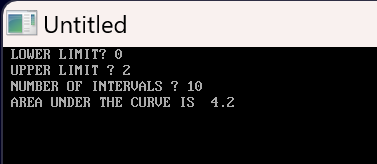 Untitled
LOWER LIMIT? 0
UPPER LIMIT ? 2
NUMBER OF INTERVALS ? 10
AREA UNDER THE CURVE IS  4.2